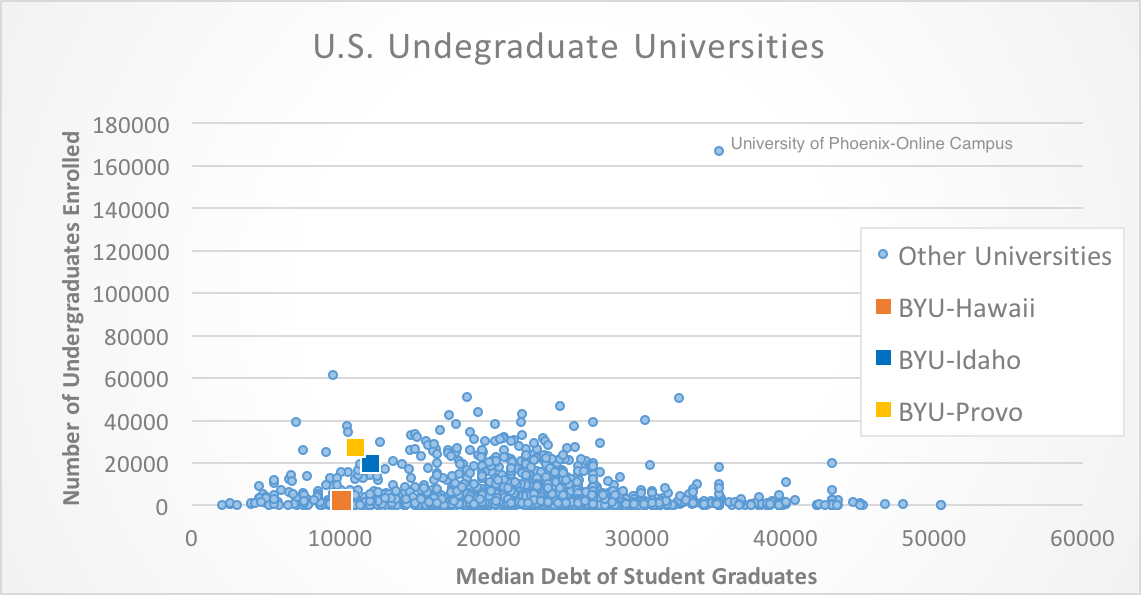 U.S. Undegraduate Universities
Number of Undergraduates Enrolled
180000
160000
140000
120000
100000
80000
60000
40000
20000
0
University of Phoenix-Online Campus
Other Universities
BYU-Hawaii
BYU-Idaho
BYU-Provo
0 10000 20000 30000 40000 50000 60000
Median Debt of Student Graduates